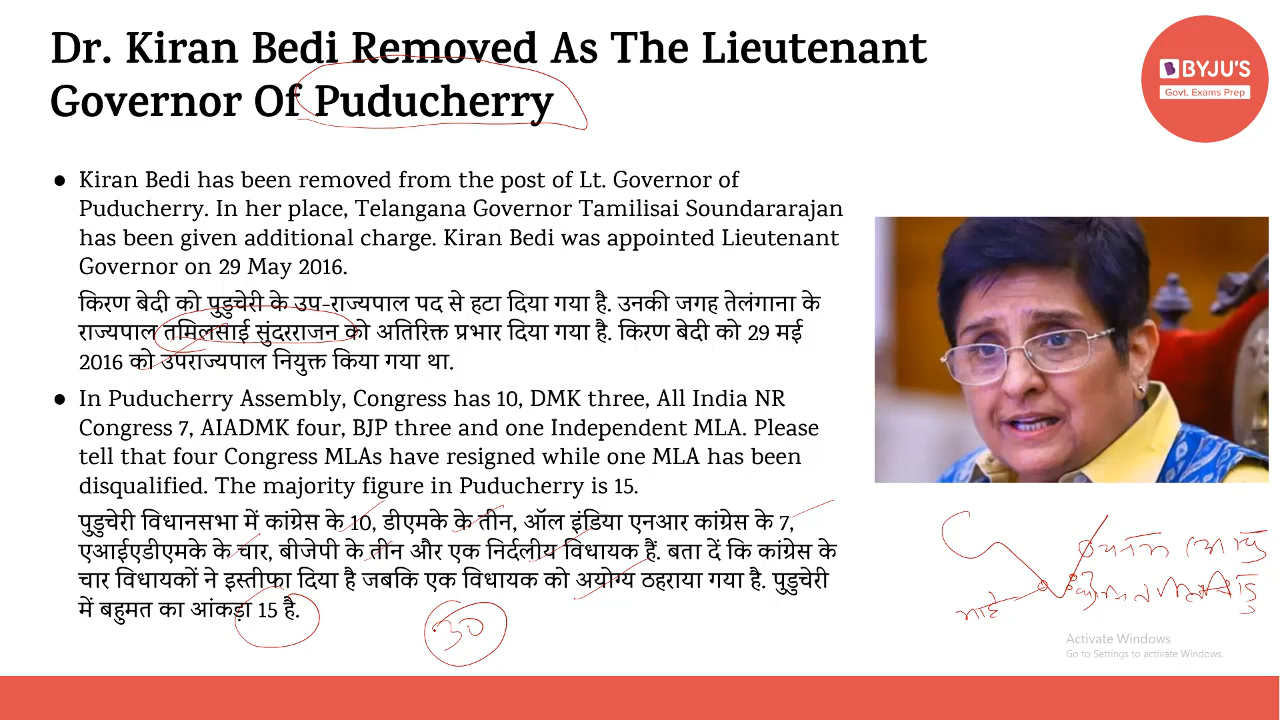 Dr. Kiran Bedi Removed As The Lieutenant
Governor Of Puducherry
BYJU'S
Govt. Exams Prep
● Kiran Bedi has been removed from the post of Lt. Governor of
Puducherry. In her place, Telangana Governor Tamilisai Soundararajan
has been given additional charge. Kiran Bedi was appointed Lieutenant
Governor on 29 May 2016.
किरण बेदी को पुडुचेरी के उप-राज्यपाल पद से हटा दिया गया है. उनकी जगह तेलंगाना के
राज्यपाल तमिलसाई सुंदरराजन को अतिरिक्त प्रभार दिया गया है. किरण बेदी को 29 मई
2016 को उपराज्यपाल नियुक्त किया गया था.
● In Puducherry Assembly, Congress has 10, DMK three, All India NR
Congress 7, AIADMK four, BJP three and one Independent MLA. Please
tell that four Congress MLAs have resigned while one MLA has been
disqualified. The majority figure in Puducherry is 15.
पुडुचेरी विधानसभा में कांग्रेस के 10, डीएमके के तीन, ऑल इंडिया एनआर कांग्रेस के 7,
एआईएडीएमके के चार, बीजेपी के तीन और एक निर्दलीय विधायक हैं. बता दें कि कांग्रेस के
चार विधायकों ने इस्तीफा दिया है जबकि एक विधायक को अयोग्य ठहराया गया है. पुडुचेरी
में बहुमत का आंकड़ा 15 है.
30
Activate Windows
Go to Settings to activate Windows.